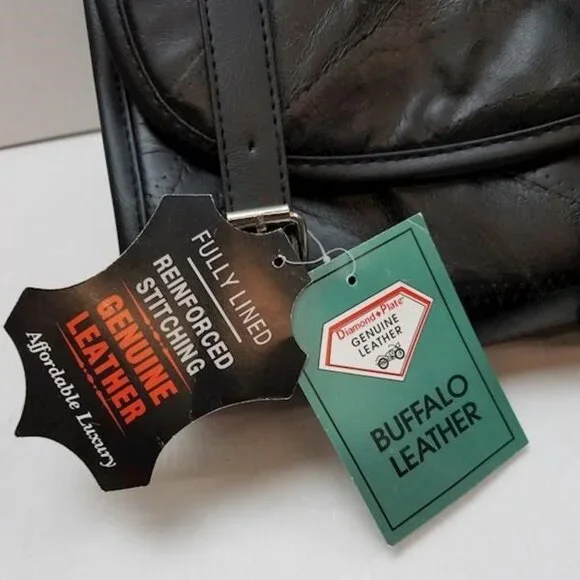 FULLY LINED
REINFORCED
STITCHING
GENUINE
LEATHER
Affordable Luxury
Diamond Plate
GENUINE
LEATHER
BUFFALO
LEATHER